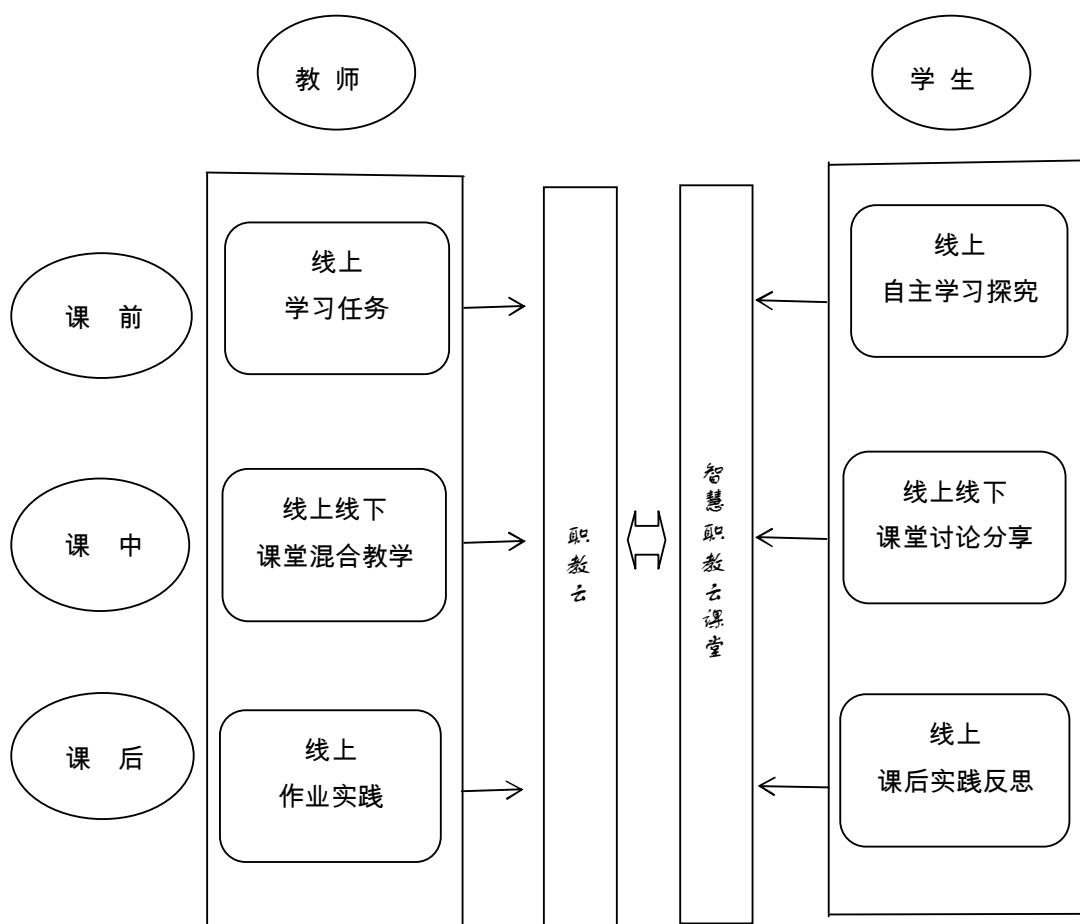 教 师
学 生
课 前
线上
学习任务
线上
自主学习探究
课 中
线上线下
课堂混合教学
职教云
智慧职教云课堂
线上线下
课堂讨论分享
课 后
线上
作业实践
线上
课后实践反思